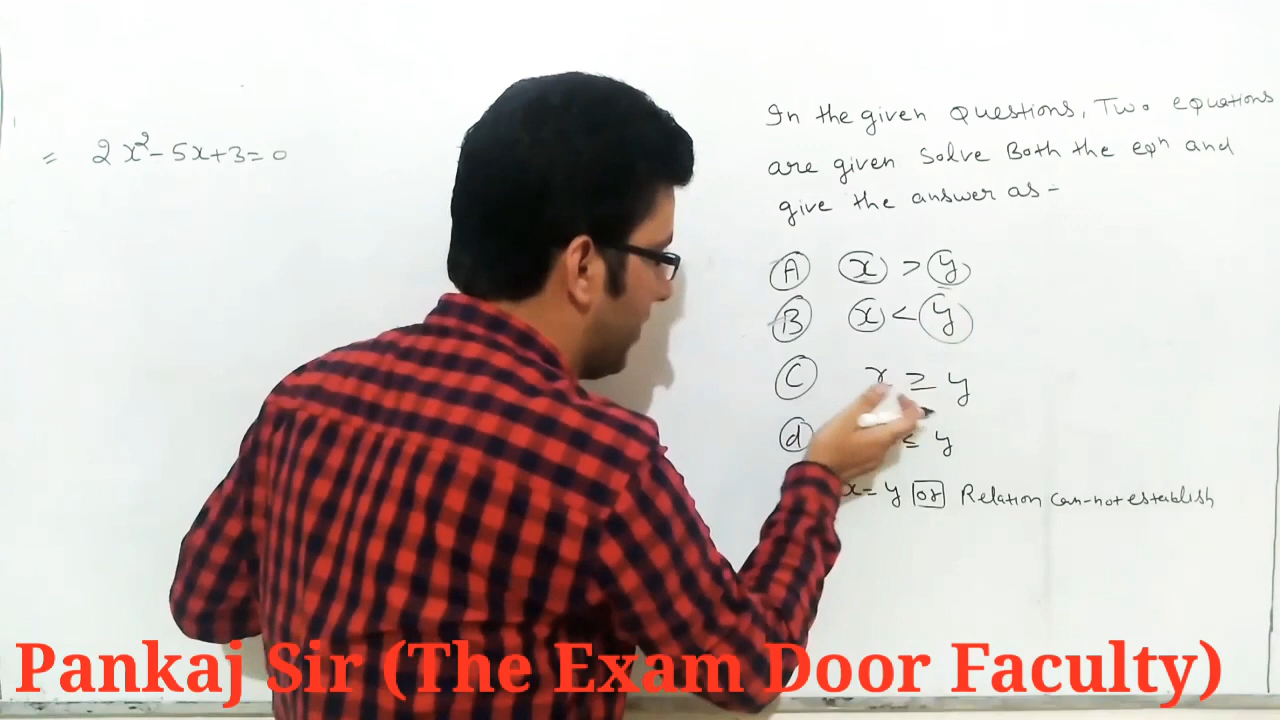 = 2x² - 5x + 3 = 0
In the given Questions, Two equations
are given Solve Both the eqⁿ and
give the answer as -
A x > y
B x < y
C x ≥ y
d ≤ y
x = y or Relation can-not establish
Pankaj Sir (The Exam Door Faculty)